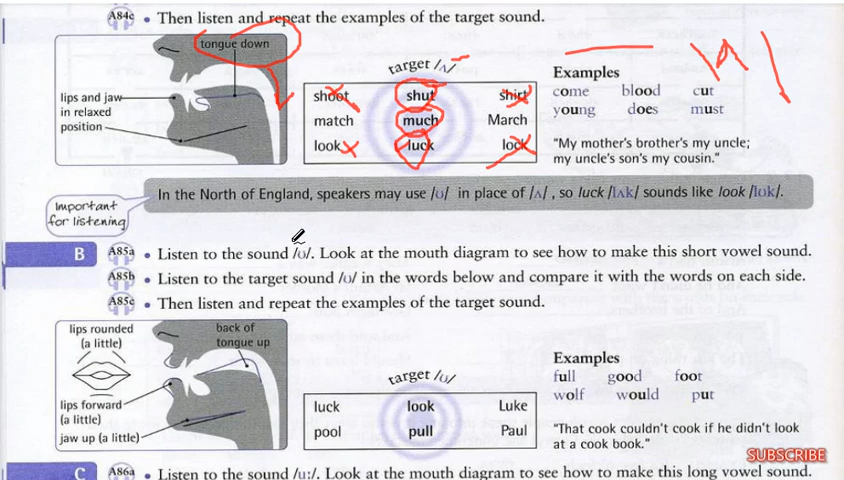 A84c • Then listen and repeat the examples of the target sound.
tongue down
lips and jaw
in relaxed
position
target /ʌ/
shoot shut shirt
match much March
look luck lock
Examples
come blood cut
young does must
"My mother's brother's my uncle;
my uncle's son's my cousin."
/ʌ/
Important
for listening
In the North of England, speakers may use /ʊ/ in place of /ʌ/, so luck /lʌk/ sounds like look /lʊk/.
B A85a • Listen to the sound /ʊ/. Look at the mouth diagram to see how to make this short vowel sound.
A85b • Listen to the target sound /ʊ/ in the words below and compare it with the words on each side.
A85c • Then listen and repeat the examples of the target sound.
lips rounded
(a little)
back of
tongue up
lips forward
(a little)
jaw up (a little)
target /ʊ/
luck look Luke
pool pull Paul
Examples
full good foot
wolf would put
"That cook couldn't cook if he didn't look
at a cook book."
SUBSCRIBE
C A86a • Listen to the sound /uː/. Look at the mouth diagram to see how to make this long vowel sound.